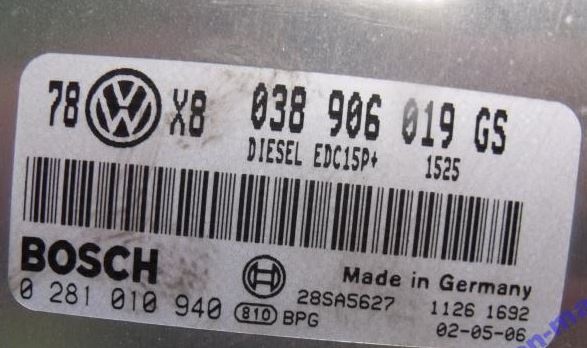 78 VW X8 038 906 019 GS
DIESEL EDC15P+ 1525
BOSCH
Made in Germany
0 281 010 940 810 BPG 28SA5627 1126 1692
02-05-06